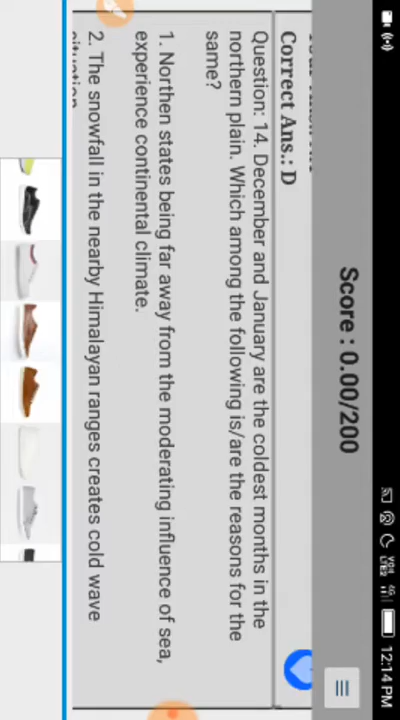 12:14 PM
Score : 0.00/200
Correct Ans.: D
Question: 14. December and January are the coldest months in the
northern plain. Which among the following is/are the reasons for the
same?
1. Northen states being far away from the moderating influence of sea,
experience continental climate.
2. The snowfall in the nearby Himalayan ranges creates cold wave